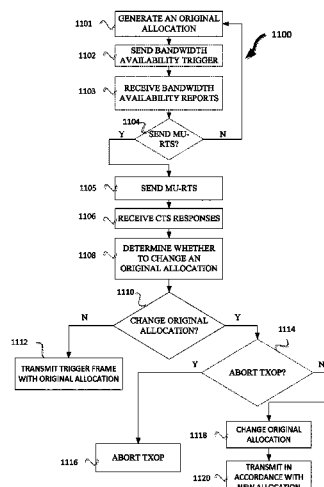 1101
GENERATE AN ORIGINAL
ALLOCATION
1100
1102
SEND BANDWIDTH
AVAILABILITY TRIGGER
1103
RECEIVE BANDWIDTH
AVAILABILITY REPORTS
1104
Y
SEND MU-
RTS?
N
1105
SEND MU-RTS
1106
RECEIVE CTS RESPONSES
1108
DETERMINE WHETHER
TO CHANGE AN
ORIGINAL ALLOCATION
1110
N
CHANGE ORIGINAL
ALLOCATION?
Y
1114
1112
TRANSMIT TRIGGER FRAME
WITH ORIGINAL ALLOCATION
Y
ABORT TXOP?
N
1116
ABORT TXOP
1118
CHANGE ORIGINAL
ALLOCATION
1120
TRANSMIT IN
ACCORDANCE WITH
NEW ALLOCATION